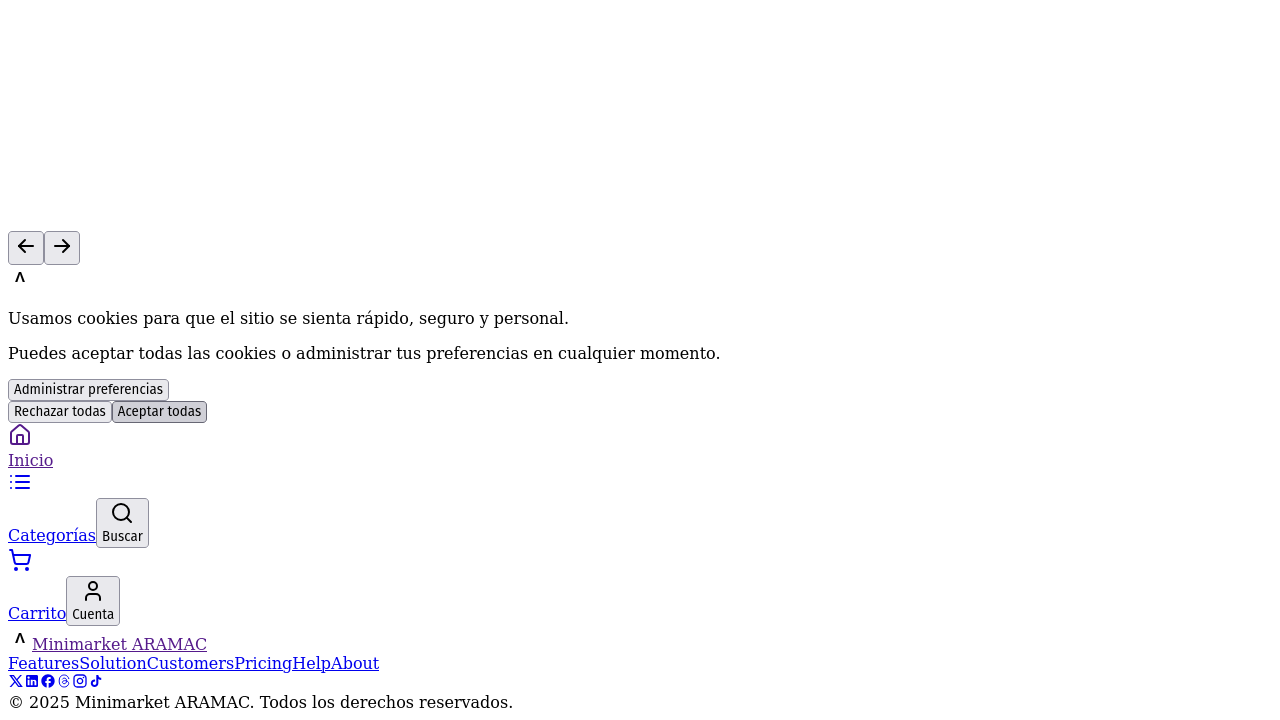 Usamos cookies para que el sitio se sienta rápido, seguro y personal.
Puedes aceptar todas las cookies o administrar tus preferencias en cualquier momento.
Administrar preferencias
Rechazar todas Aceptar todas
Inicio
Categorías Buscar
Carrito Cuenta
Minimarket ARAMAC
FeaturesSolutionCustomersPricingHelpAbout
© 2025 Minimarket ARAMAC. Todos los derechos reservados.